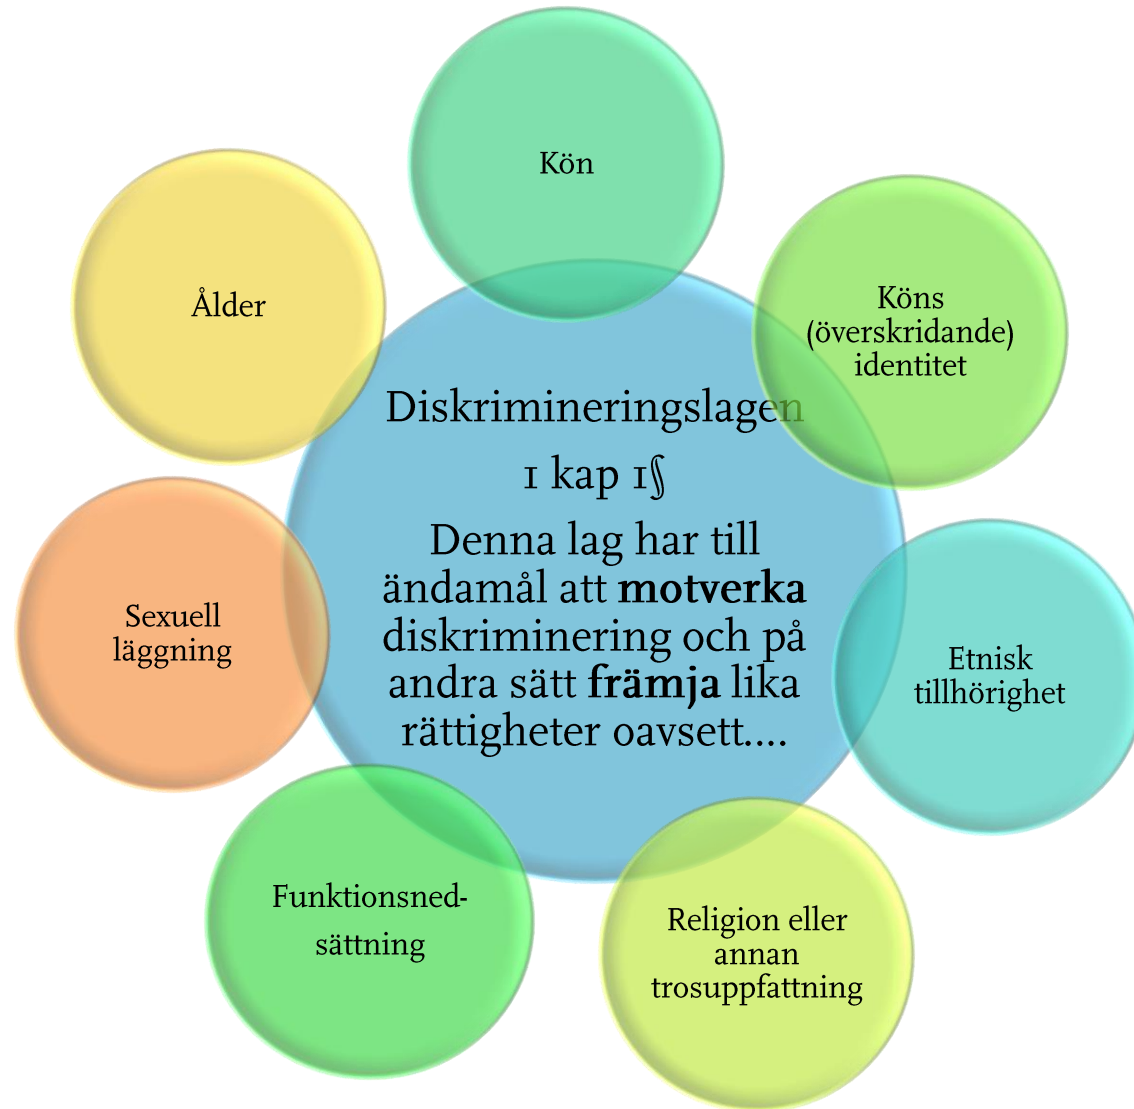 Kön
Köns
(överskridande)
identitet
Ålder
Diskrimineringslagen
1 kap 1§
Denna lag har till
ändamål att motverka
diskriminering och på
andra sätt främja lika
rättigheter oavsett....
Etnisk
tillhörighet
Sexuell
läggning
Religion eller
annan
trosuppfattning
Funktionsned-
sättning